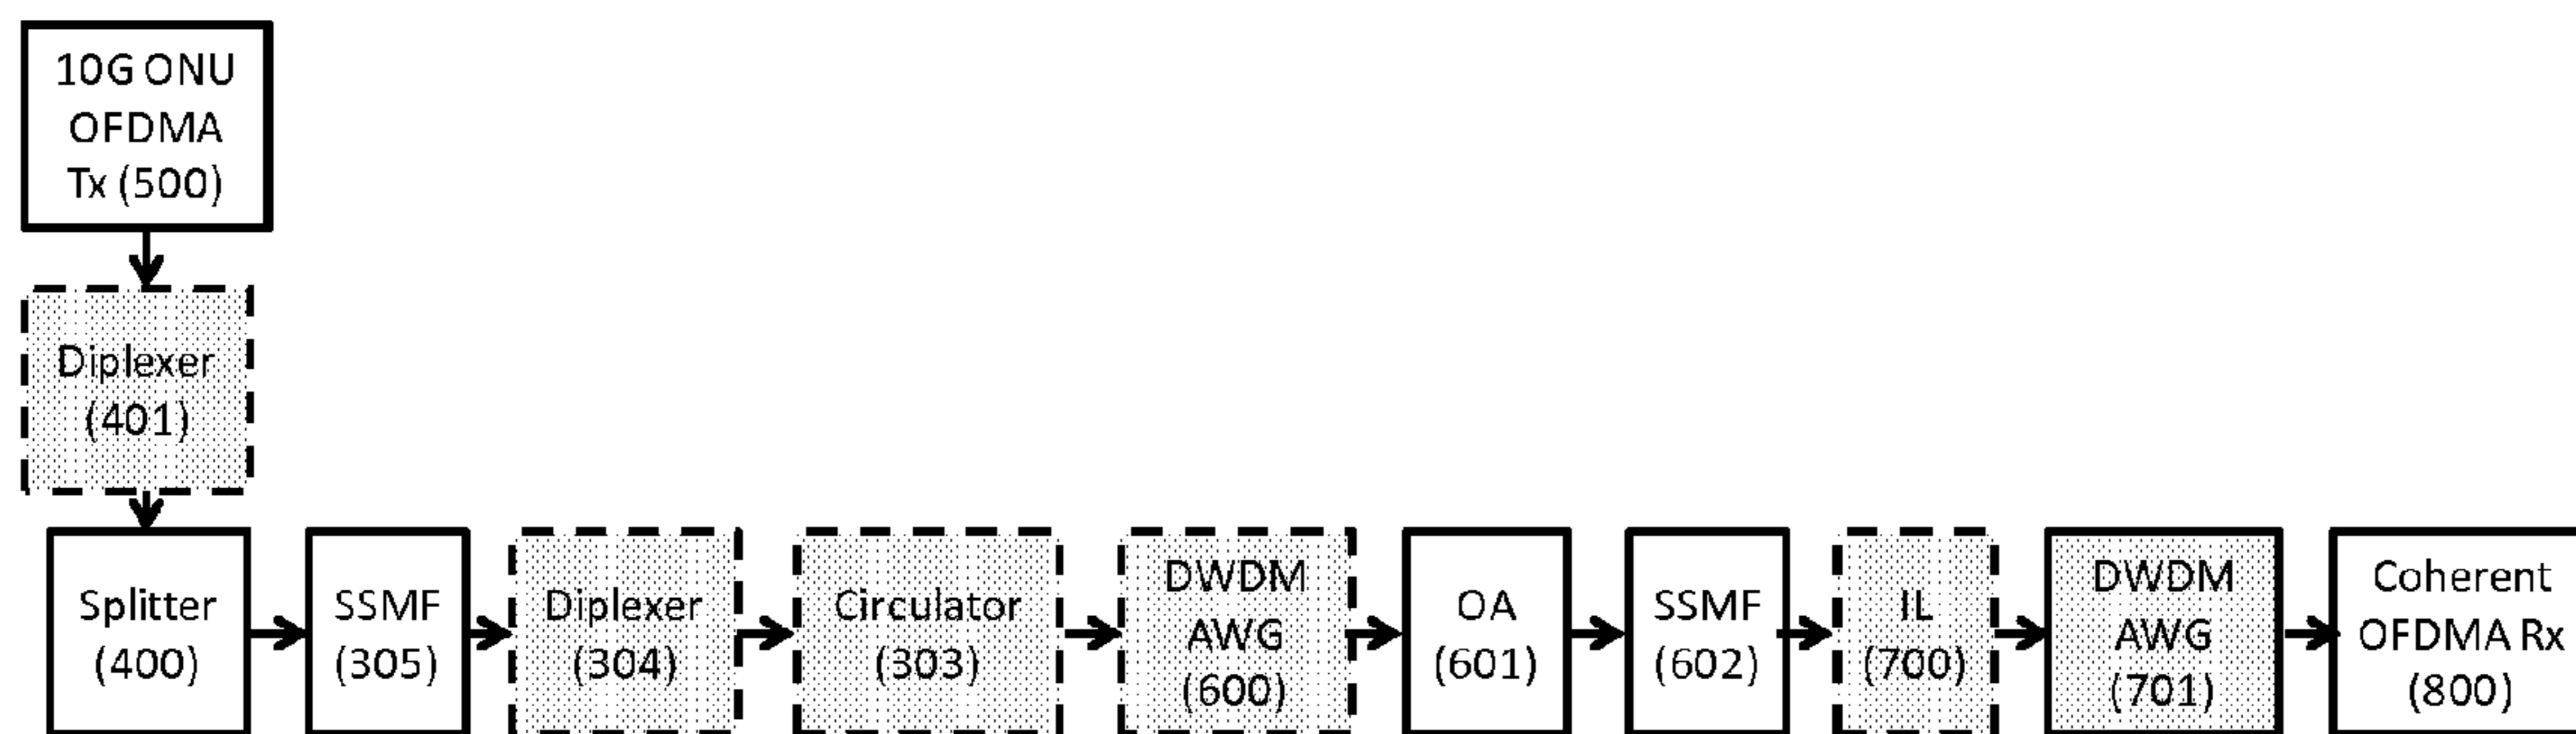 10G ONU
OFDMA
Tx (500)
Diplexer
(401)
Splitter
(400)
SSMF
(305)
Diplexer
(304)
Circulator
(303)
DWDM
AWG
(600)
OA
(601)
SSMF
(602)
IL
(700)
DWDM
AWG
(701)
Coherent
OFDMA Rx
(800)